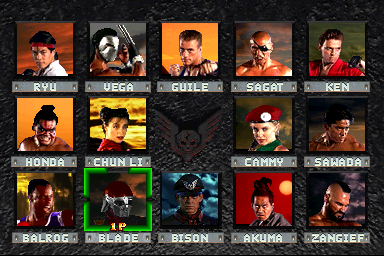 RYU VEGA GUILE SAGAT KEN
HONDA CHUN LI CAMMY SAWADA
1P
BALROG BLADE BISON AKUMA ZANGIEF